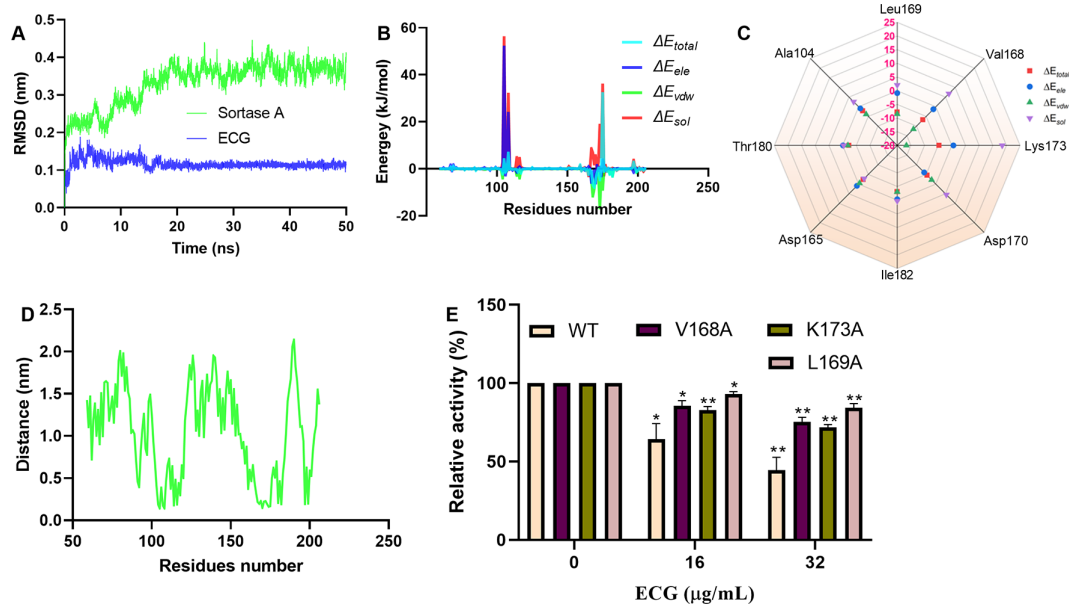 A
RMSD (nm)
0.5
0.4
0.3
0.2
0.1
0.0
Sortase A
ECG
0 10 20 30 40 50
Time (ns)
B
Energey (kJ/mol)
60
40
20
0
-20
ΔEtotal
ΔEele
ΔEvdw
ΔEsol
100 150 200 250
Residues number
C
Leu169
Val168
Lys173
Asp170
Ile182
Asp165
Thr180
Ala104
25
20
15
10
5
0
-5
-10
-15
-20
ΔEtotal
ΔEele
ΔEvdw
ΔEsol
D
Distance (nm)
2.5
2.0
1.5
1.0
0.5
0.0
50 100 150 200 250
Residues number
E
Relative activity (%)
150
100
50
0
WT V168A K173A
L169A
* * ** *
** ** ** **
0 16 32
ECG (μg/mL)